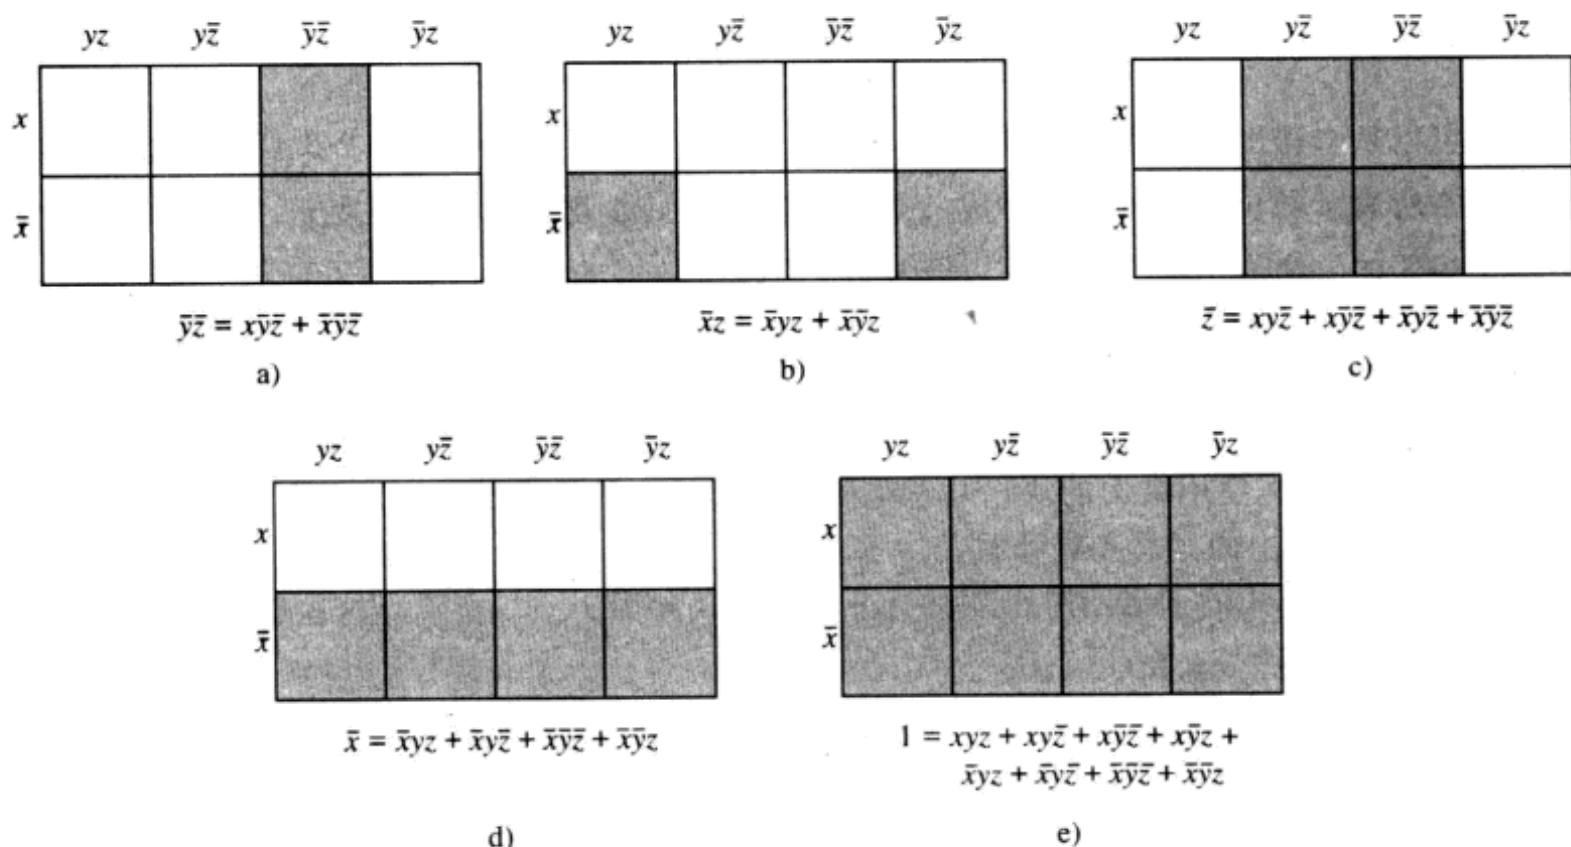 yz yz̄ ȳz̄ ȳz
x
x̄
ȳz̄ = xȳz̄ + x̄ȳz̄
a)
yz yz̄ ȳz̄ ȳz
x
x̄
x̄z = x̄yz + x̄ȳz
b)
yz yz̄ ȳz̄ ȳz
x
x̄
z̄ = xyz̄ + xȳz̄ + x̄yz̄ + x̄ȳz̄
c)
yz yz̄ ȳz̄ ȳz
x
x̄
x̄ = x̄yz + x̄yz̄ + x̄ȳz̄ + x̄ȳz
d)
yz yz̄ ȳz̄ ȳz
x
x̄
1 = xyz + xyz̄ + xȳz̄ + xȳz +
x̄yz + x̄yz̄ + x̄ȳz̄ + x̄ȳz
e)